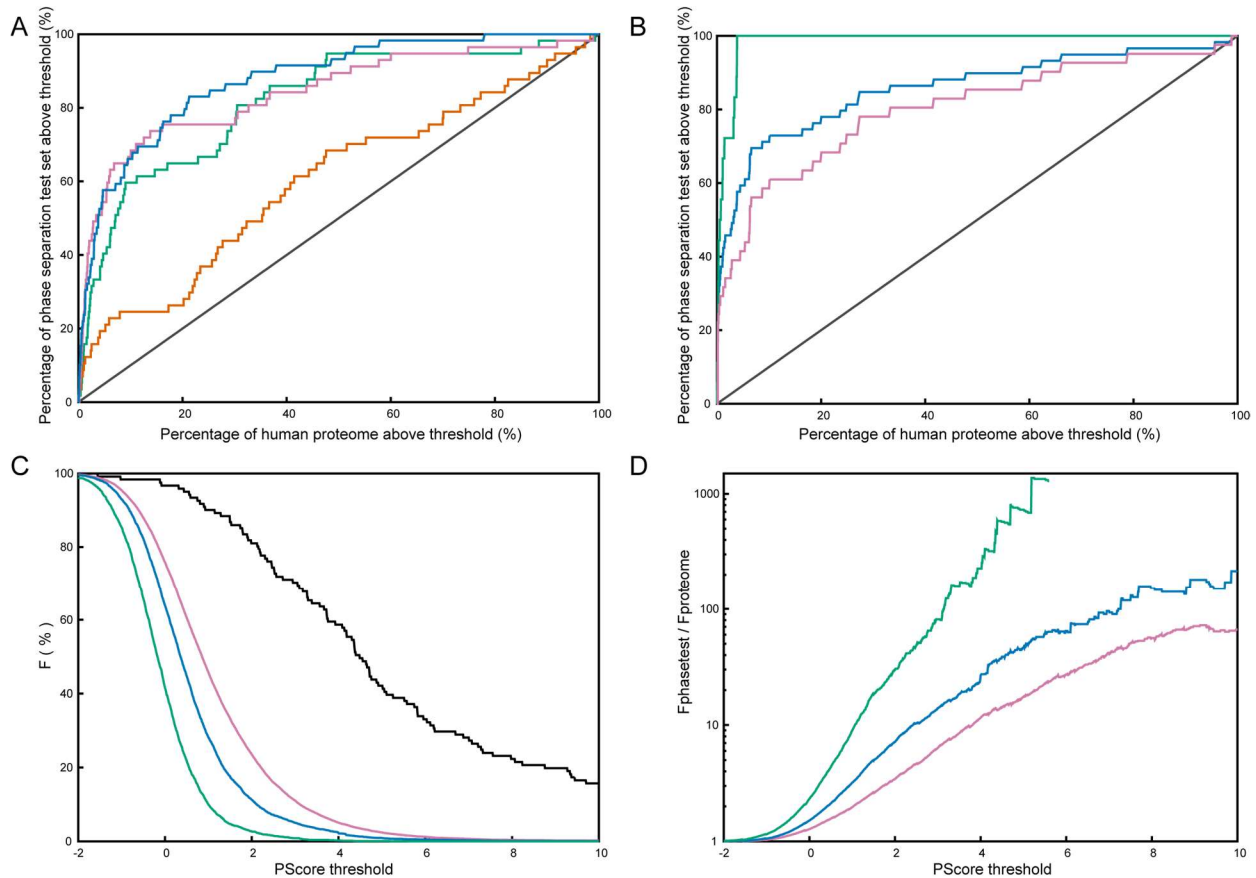 A
Percentage of phase separation test set above threshold (%)
100
80
60
40
20
0
0 20 40 60 80 100
Percentage of human proteome above threshold (%)
B
Percentage of phase separation test set above threshold (%)
100
80
60
40
20
0
0 20 40 60 80 100
Percentage of human proteome above threshold (%)
C
F ( % )
100
80
60
40
20
0
-2 0 2 4 6 8 10
PScore threshold
D
Fphasetest / Fproteome
1000
100
10
1
-2 0 2 4 6 8 10
PScore threshold